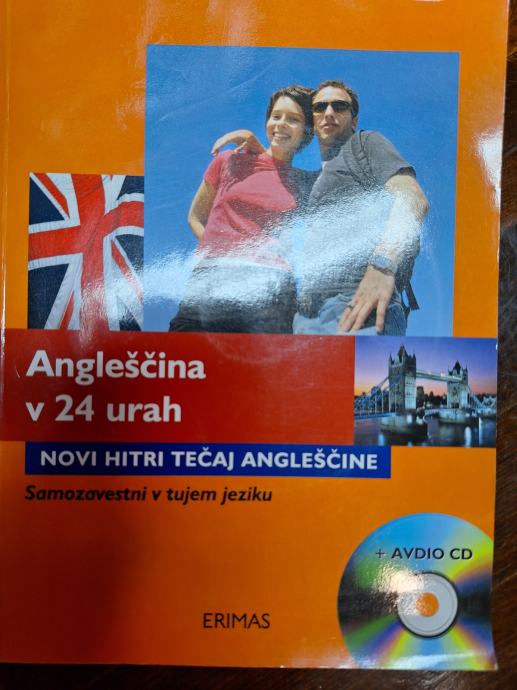 Angleščina
v 24 urah
NOVI HITRI TEČAJ ANGLEŠČINE
Samozavestni v tujem jeziku
+ AVDIO CD
ERIMAS